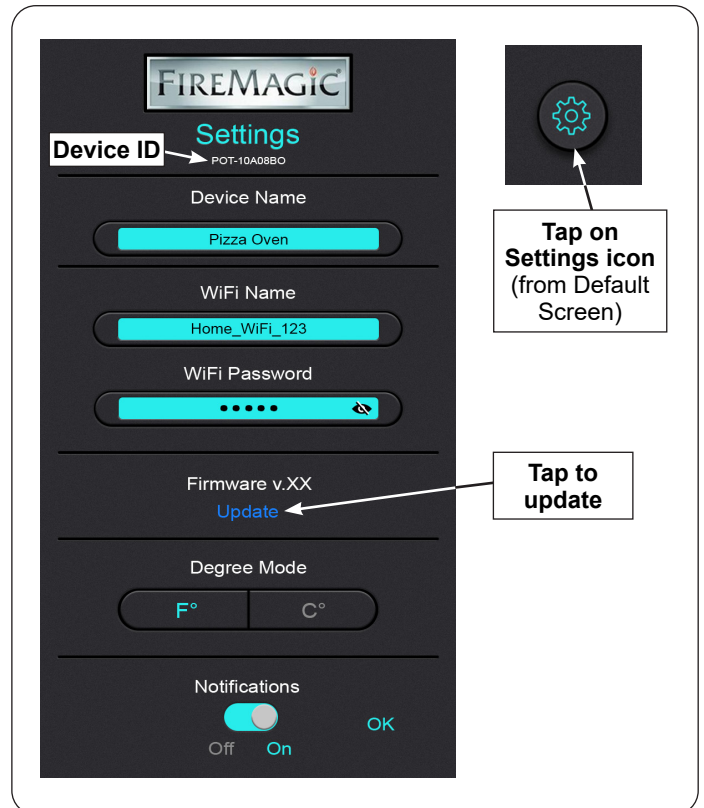 FIREMAGIC
Settings
Device ID
POT-10A08BO
Device Name
Pizza Oven
WiFi Name
Home_WiFi_123
WiFi Password
•••••
Firmware v.XX
Update
Degree Mode
F° C°
Notifications
Off On
OK
Tap on
Settings icon
(from Default
Screen)
Tap to
update